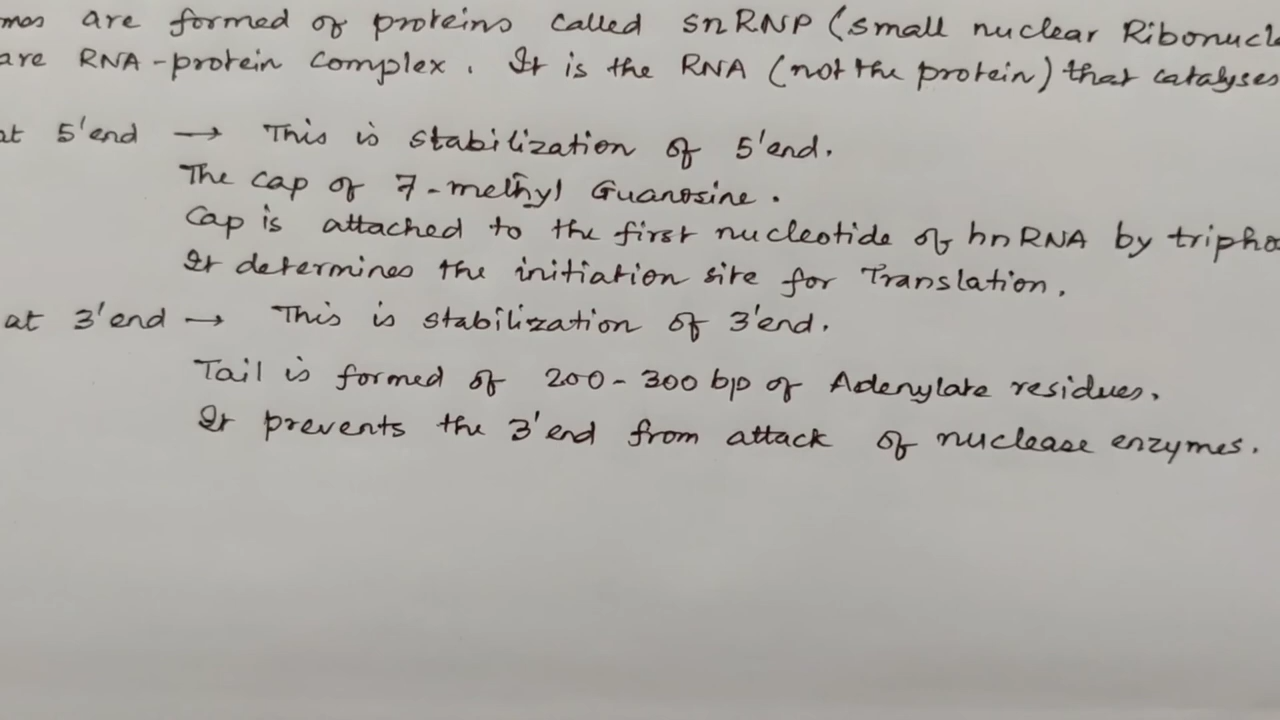 mes are formed of proteins called snRNP (small nuclear Ribonucl
are RNA-protein complex. It is the RNA (not the protein) that catalyses
at 5'end → This is stabilization of 5'end.
The cap of 7-methyl Guanosine.
Cap is attached to the first nucleotide of hnRNA by tripho
It determines the initiation site for Translation.
at 3'end → This is stabilization of 3'end.
Tail is formed of 200-300 bp of Adenylate residues.
It prevents the 3'end from attack of nuclease enzymes.